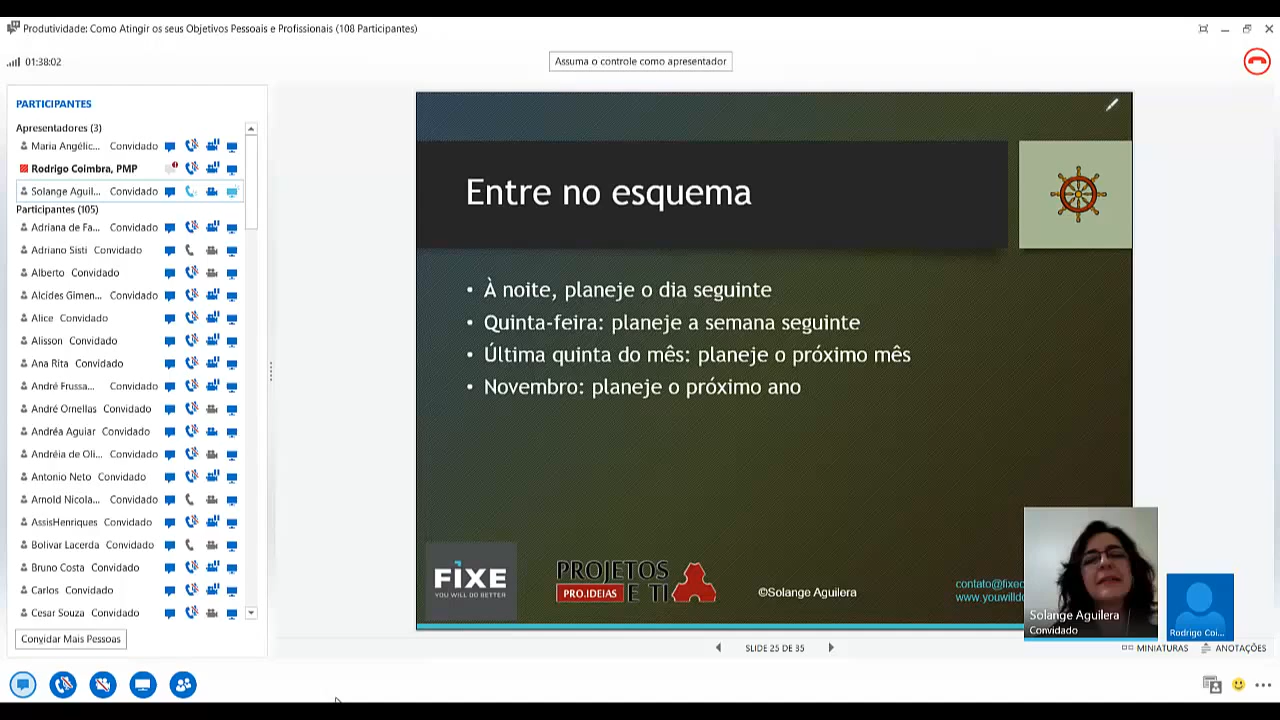 Produtividade: Como Atingir os seus Objetivos Pessoais e Profissionais (108 Participantes)
01:38:02
Assuma o controle como apresentador
PARTICIPANTES
Apresentadores (3)
Maria Angélic... Convidado
Rodrigo Coimbra, PMP
Solange Aguil... Convidado
Participantes (105)
Adriana de Fa... Convidado
Adriano Sisti Convidado
Alberto Convidado
Alcides Gimen... Convidado
Alice Convidado
Alisson Convidado
Ana Rita Convidado
André Frussa... Convidado
André Ornellas Convidado
Andréa Aguiar Convidado
Andréia de Oli... Convidado
Antonio Neto Convidado
Arnold Nicola... Convidado
AssisHenriques Convidado
Bolivar Lacerda Convidado
Bruno Costa Convidado
Carlos Convidado
Cesar Souza Convidado
Convidar Mais Pessoas
Entre no esquema
• À noite, planeje o dia seguinte
• Quinta-feira: planeje a semana seguinte
• Última quinta do mês: planeje o próximo mês
• Novembro: planeje o próximo ano
FIXE
YOU WILL DO BETTER
PROJETOS
PRO.IDEIAS E TI
©Solange Aguilera
contato@fixec
www.youwilldo
Solange Aguilera
Convidado
Rodrigo Coi...
SLIDE 25 DE 35
MINIATURAS
ANOTAÇÕES